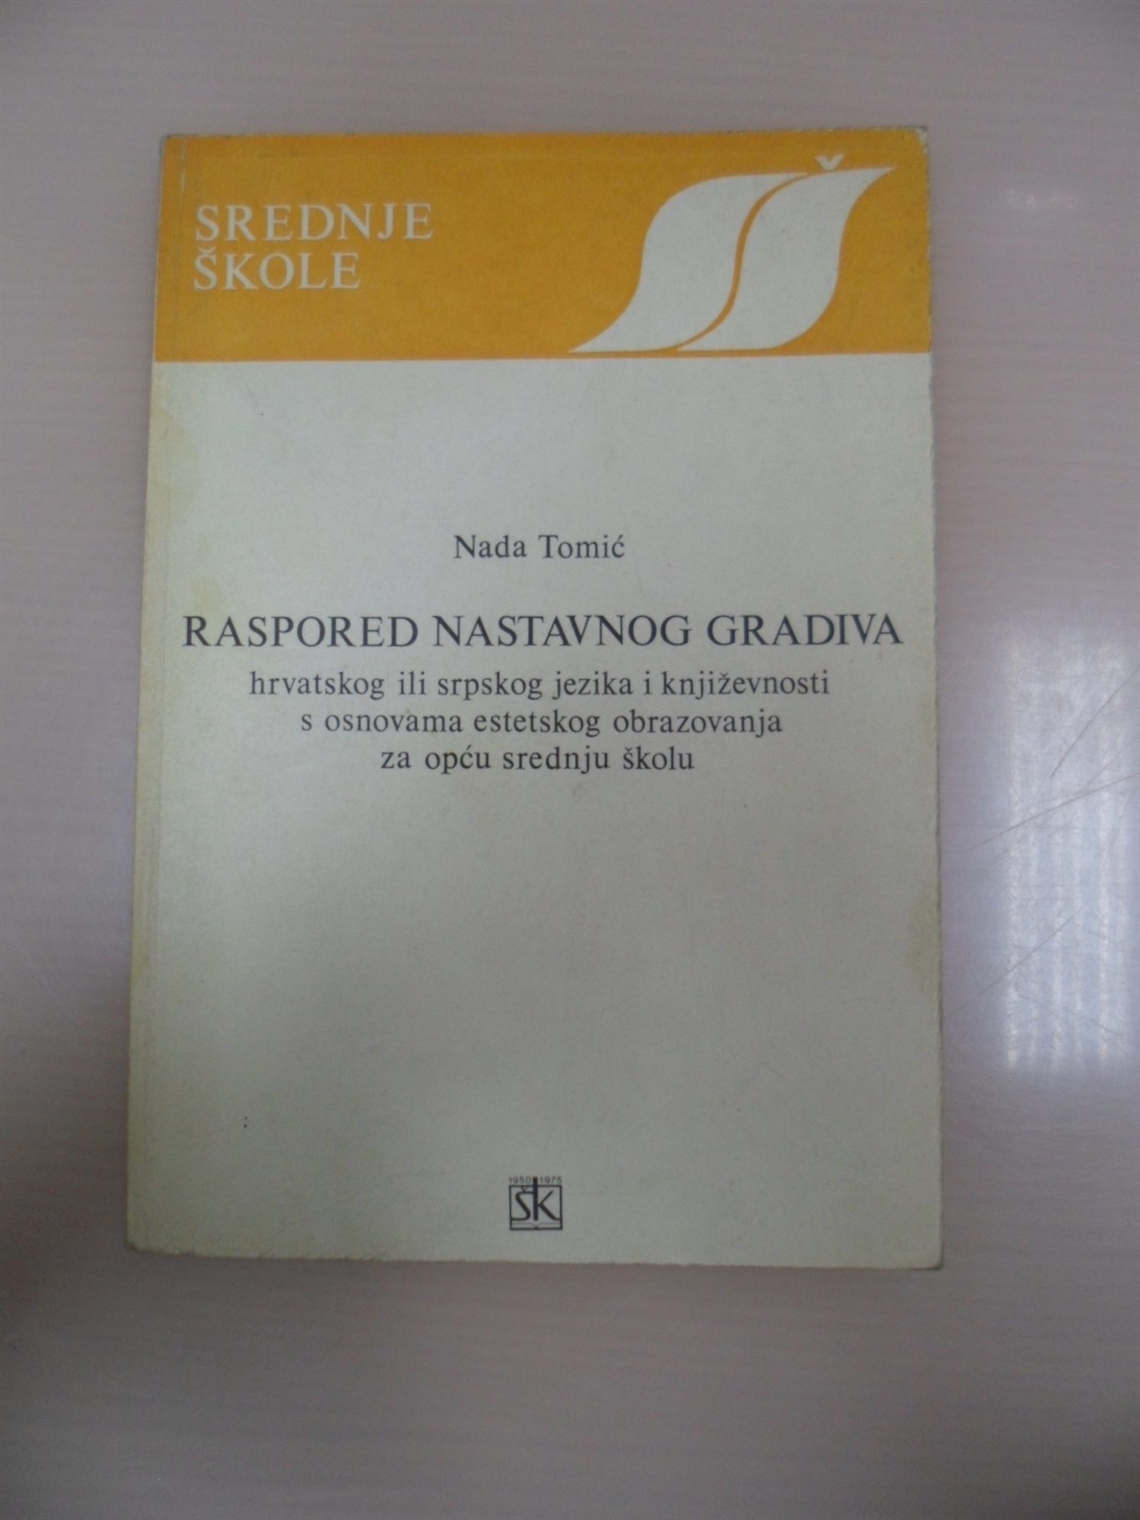 SREDNJE
ŠKOLE
Nada Tomić
RASPORED NASTAVNOG GRADIVA
hrvatskog ili srpskog jezika i književnosti
s osnovama estetskog obrazovanja
za opću srednju školu
1950 1975
ŠK